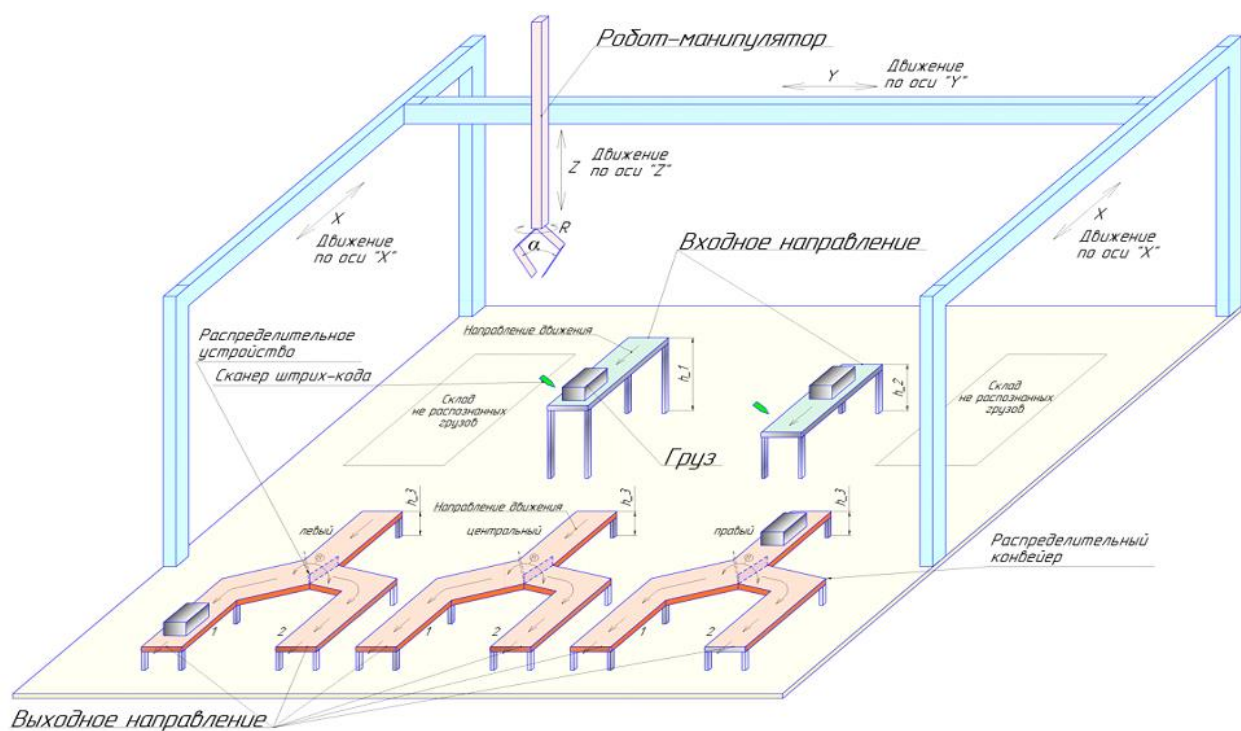 Робот-манипулятор
Y
Движение
по оси "Y"
Z
Движение
по оси "Z"
X
Движение
по оси "X"
R
α
X
Движение
по оси "X"
Входное направление
Распределительное
устройство
Сканер штрих-кода
Направление движения
h_1
h_2
Склад
не распознанных
грузов
Склад
не распознанных
грузов
Груз
h_3
Направление движения
h_3
h_3
левый
центральный
правый
Распределительный
конвейер
1
2
1
2
1
2
Выходное направление